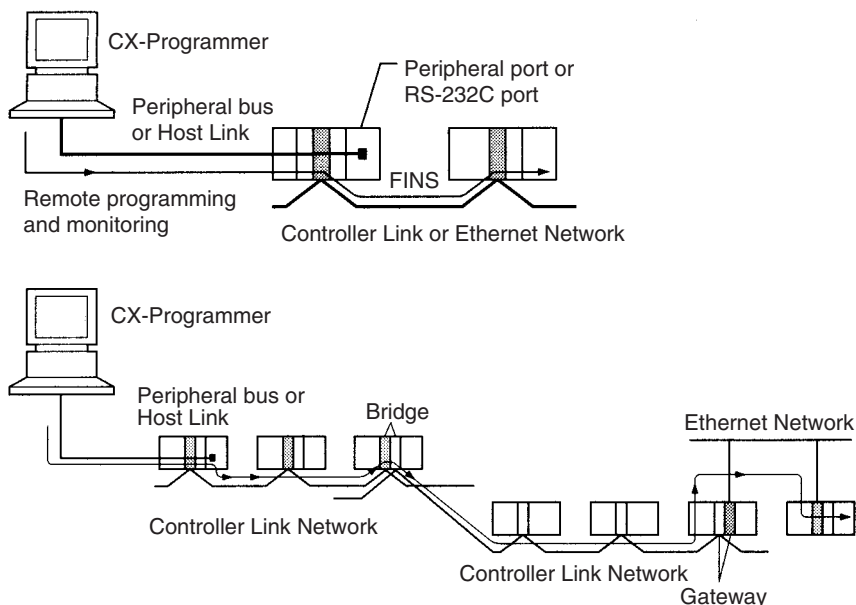 CX-Programmer
Peripheral port or
RS-232C port
Peripheral bus
or Host Link
FINS
Remote programming
and monitoring
Controller Link or Ethernet Network
CX-Programmer
Peripheral bus or
Host Link
Bridge
Ethernet Network
Controller Link Network
Controller Link Network
Gateway